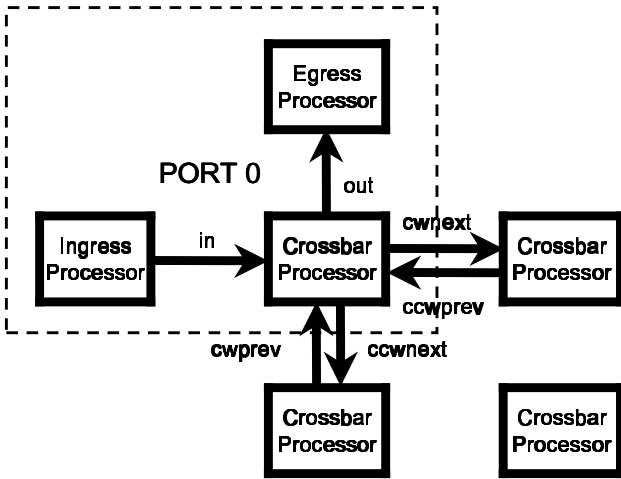 Egress
Processor
PORT 0
out
Ingress
Processor
in
Crossbar
Processor
cwnext
ccwprev
Crossbar
Processor
cwprev
ccwnext
Crossbar
Processor
Crossbar
Processor